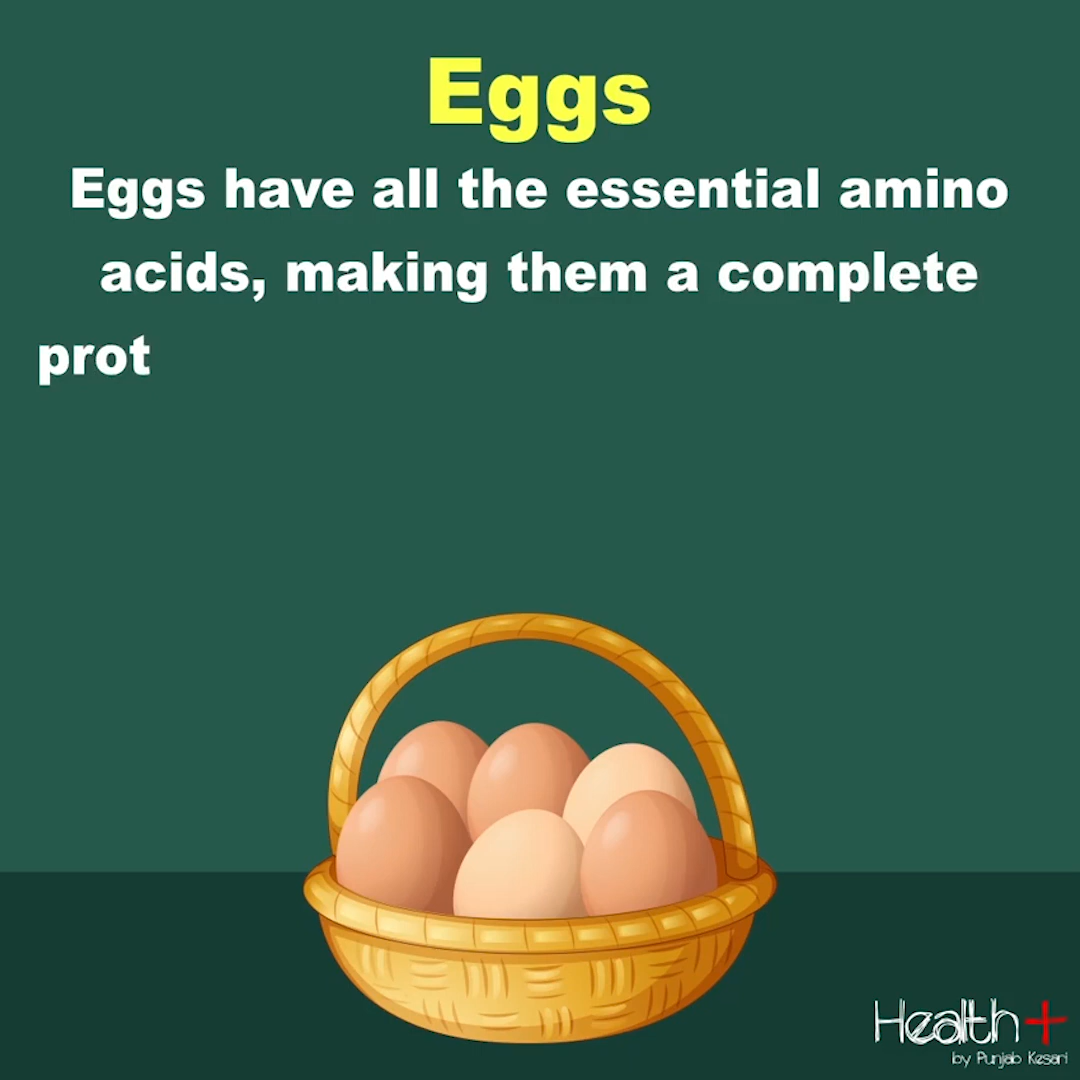 Eggs
Eggs have all the essential amino
acids, making them a complete
prot
Health+
by Punjab Kesari